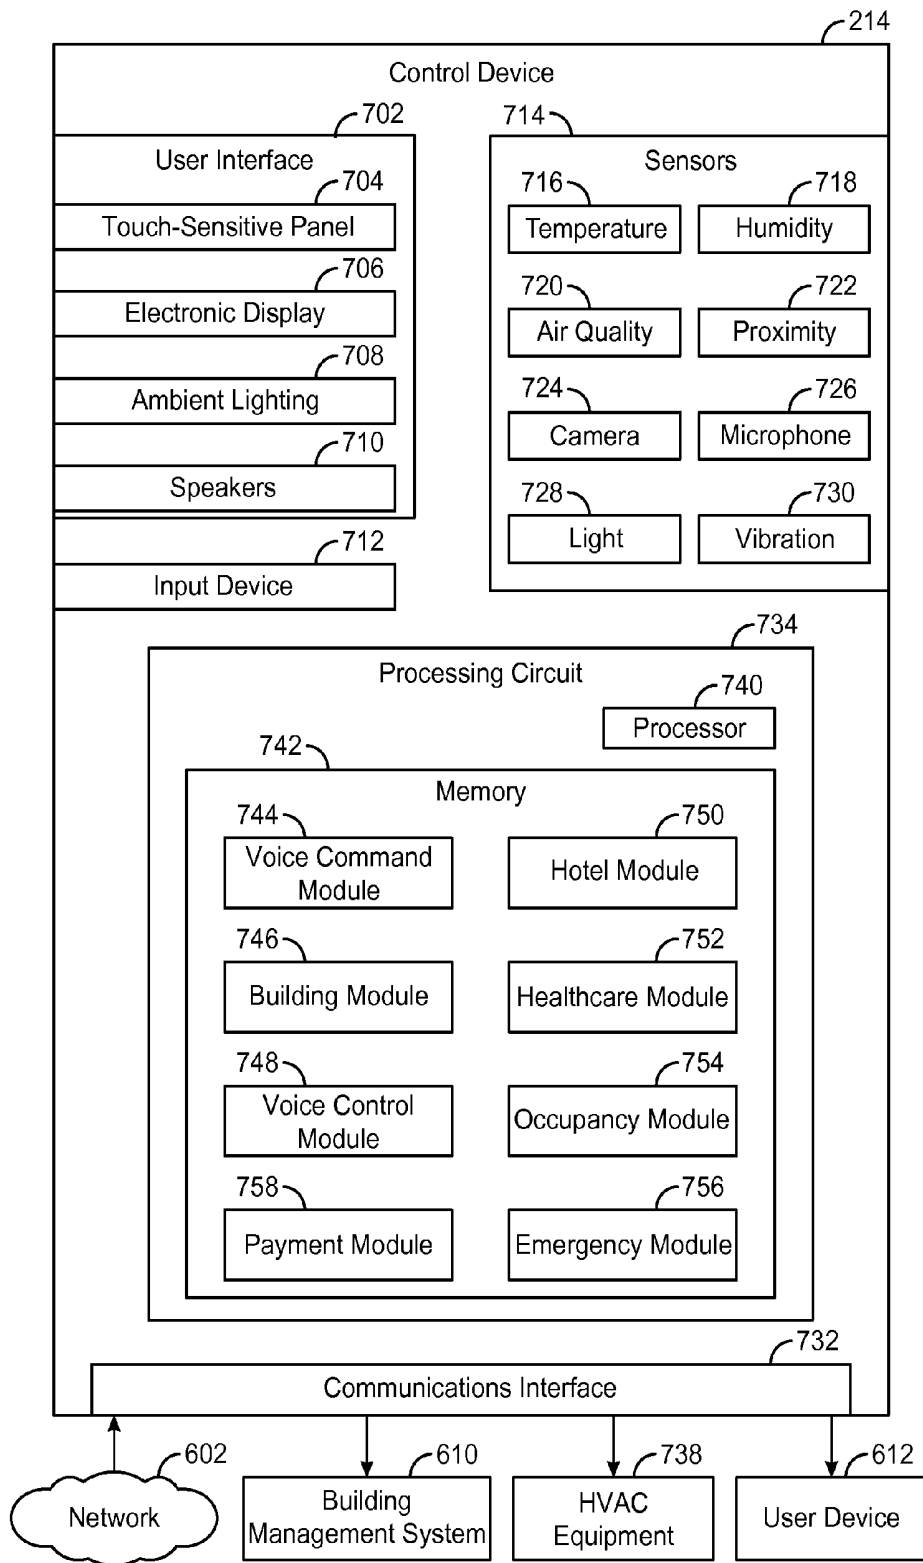 214
Control Device
702
User Interface
704
Touch-Sensitive Panel
706
Electronic Display
708
Ambient Lighting
710
Speakers
712
Input Device
714
Sensors
716
Temperature
718
Humidity
720
Air Quality
722
Proximity
724
Camera
726
Microphone
728
Light
730
Vibration
734
Processing Circuit
740
Processor
742
Memory
744
Voice Command
Module
750
Hotel Module
746
Building Module
752
Healthcare Module
748
Voice Control
Module
754
Occupancy Module
758
Payment Module
756
Emergency Module
732
Communications Interface
602
Network
610
Building
Management System
738
HVAC
Equipment
612
User Device